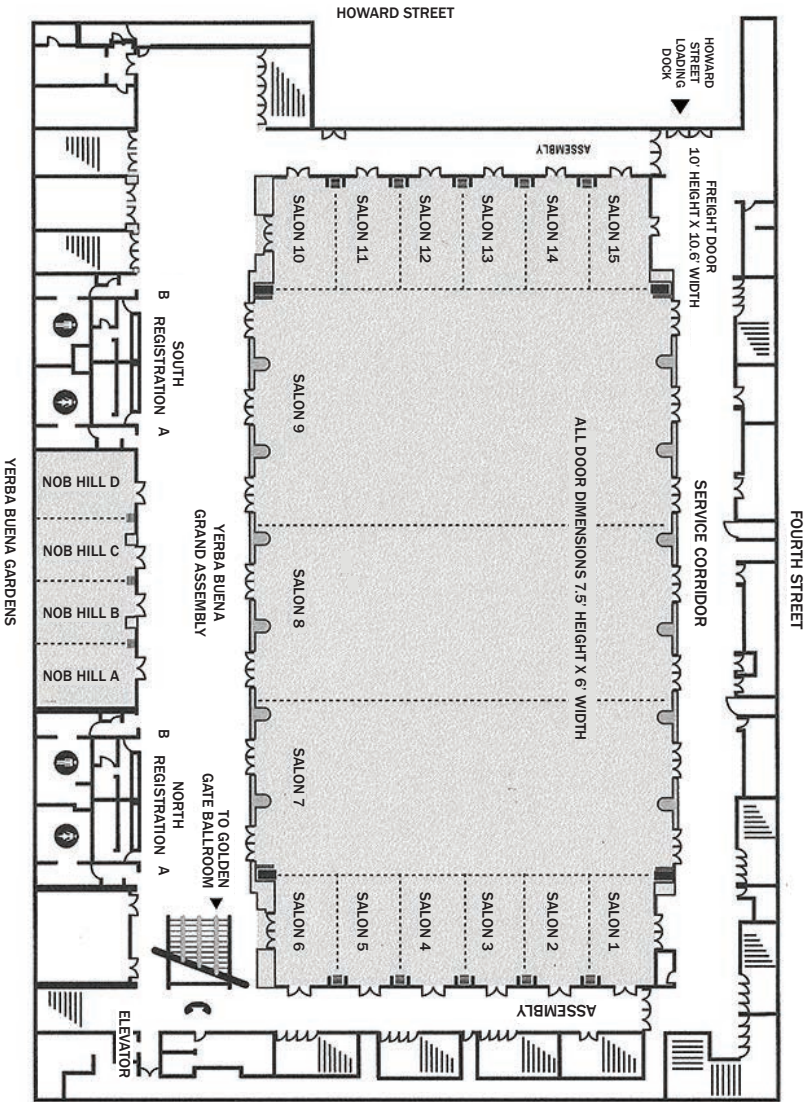 HOWARD STREET
HOWARD
STREET
LOADING
DOCK
ASSEMBLY
FREIGHT DOOR
10' HEIGHT X 10.6' WIDTH
SALON 10
SALON 11
SALON 12
SALON 13
SALON 14
SALON 15
SOUTH
B REGISTRATION A
SALON 9
ALL DOOR DIMENSIONS 7.5' HEIGHT X 6' WIDTH
NOB HILL D
NOB HILL C
NOB HILL B
NOB HILL A
YERBA BUENA GARDENS
YERBA BUENA
GRAND ASSEMBLY
SALON 8
SERVICE CORRIDOR
FOURTH STREET
NORTH
B REGISTRATION A
SALON 7
TO GOLDEN
GATE BALLROOM
SALON 6
SALON 5
SALON 4
SALON 3
SALON 2
SALON 1
ASSEMBLY
ELEVATOR